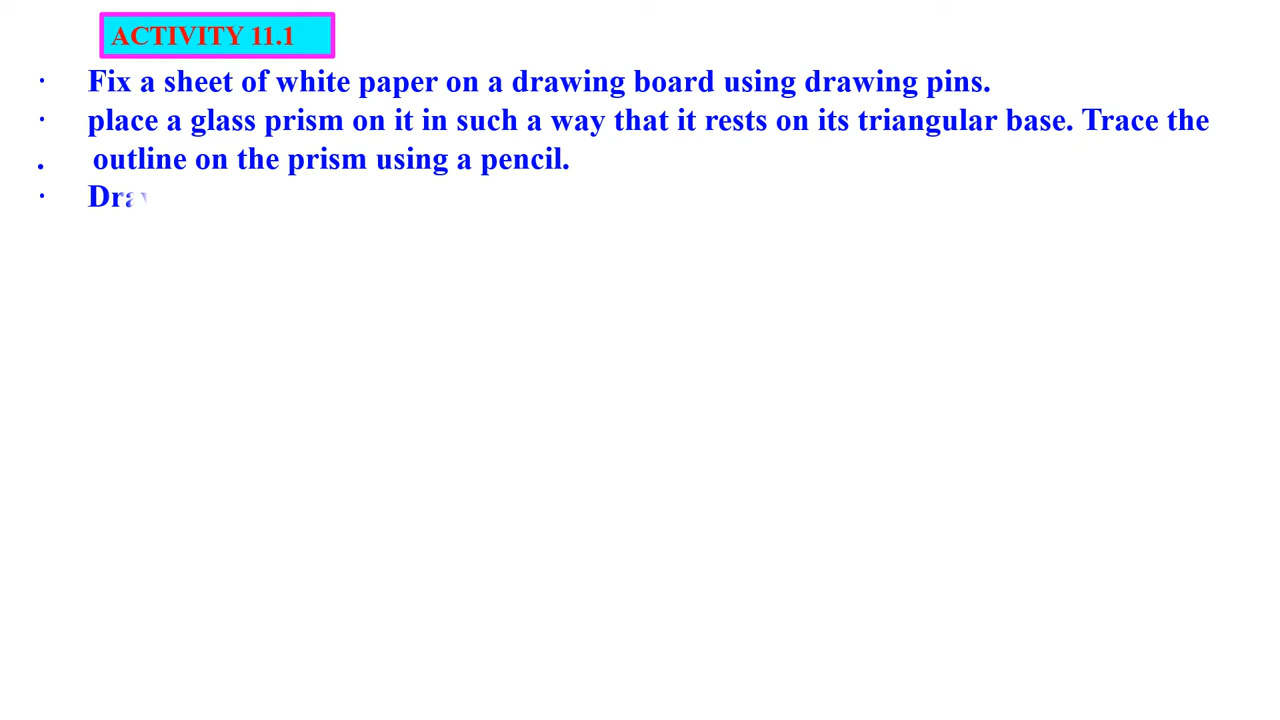 ACTIVITY 11.1
· Fix a sheet of white paper on a drawing board using drawing pins.
· place a glass prism on it in such a way that it rests on its triangular base. Trace the
. outline on the prism using a pencil.
·